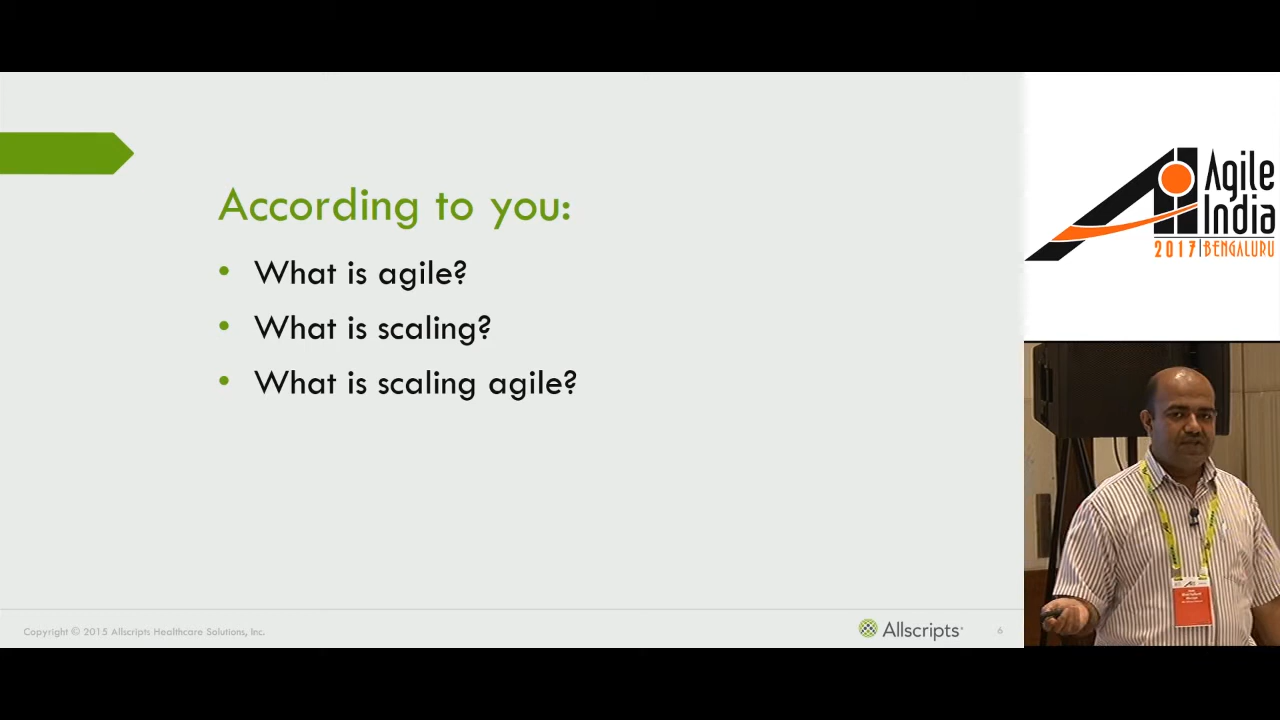 According to you:
• What is agile?
• What is scaling?
• What is scaling agile?
Copyright © 2015 Allscripts Healthcare Solutions, Inc.
Allscripts
6
Agile
India
2017 | BENGALURU